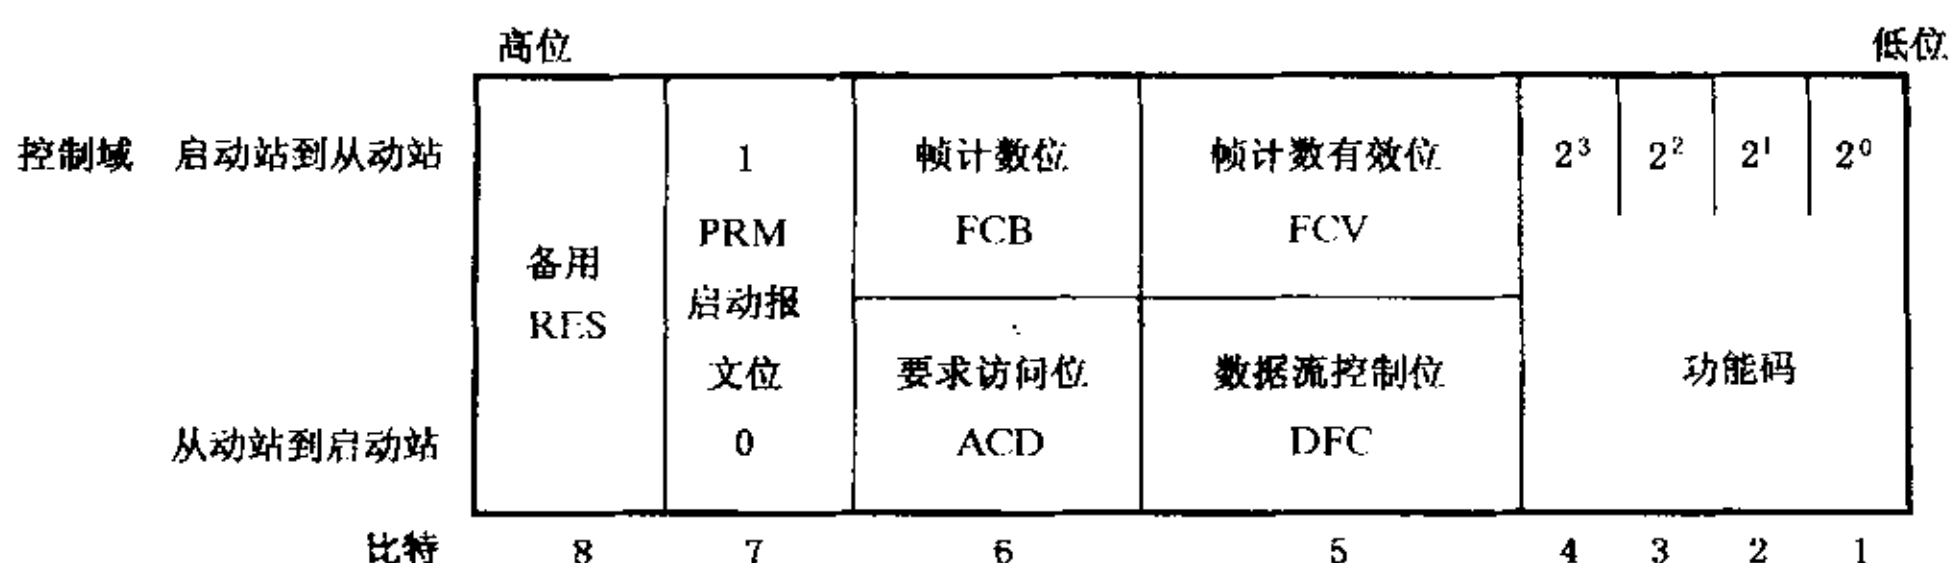 高位 低位
控制域 启动站到从动站 1 帧计数位 帧计数有效位 2³ 2² 2¹ 2⁰
PRM FCB FCV
备用 启动报
RES 文位 要求访问位 数据流控制位 功能码
从动站到启动站 0 ACD DFC
比特 8 7 6 5 4 3 2 1